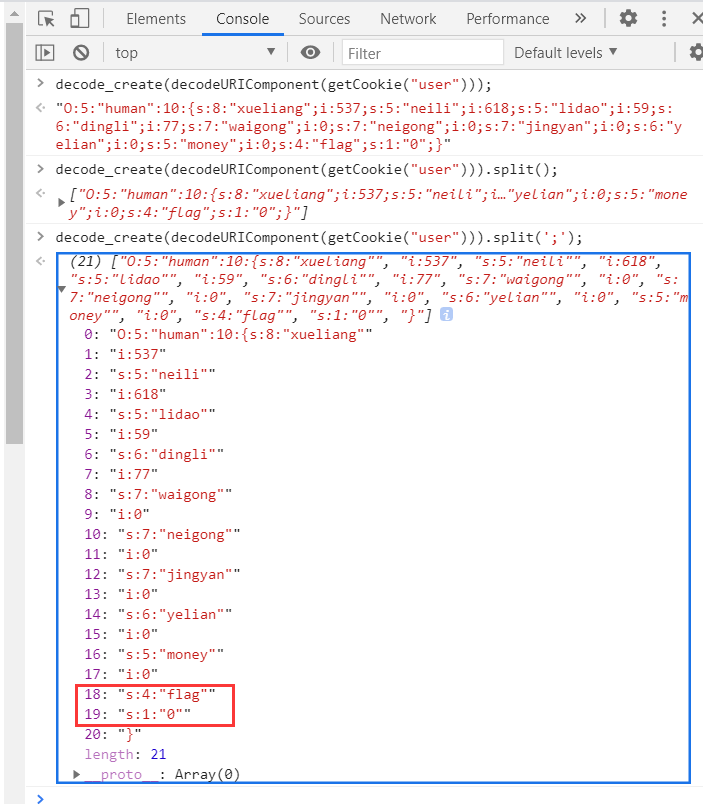 Elements Console Sources Network Performance »
top Filter Default levels ▼
> decode_create(decodeURIComponent(getCookie("user")));
"O:5:"human":10:{s:8:"xueliang";i:537;s:5:"neili";i:618;s:5:"lidao";i:59;s:
6:"dingli";i:77;s:7:"waigong";i:0;s:7:"neigong";i:0;s:7:"jingyan";i:0;s:6:"y
elian";i:0;s:5:"money";i:0;s:4:"flag";s:1:"0";}"
> decode_create(decodeURIComponent(getCookie("user"))).split();
["O:5:"human":10:{s:8:"xueliang";i:537;s:5:"neili";i…"yelian";i:0;s:5:"mone
y";i:0;s:4:"flag";s:1:"0";}"]
> decode_create(decodeURIComponent(getCookie("user"))).split(';');
(21) ["O:5:"human":10:{s:8:"xueliang"", "i:537", "s:5:"neili"", "i:618",
"s:5:"lidao"", "i:59", "s:6:"dingli"", "i:77", "s:7:"waigong"", "i:0", "s:
7:"neigong"", "i:0", "s:7:"jingyan"", "i:0", "s:6:"yelian"", "i:0", "s:5:"m
oney"", "i:0", "s:4:"flag"", "s:1:"0"", "}"] i
0: "O:5:"human":10:{s:8:"xueliang""
1: "i:537"
2: "s:5:"neili""
3: "i:618"
4: "s:5:"lidao""
5: "i:59"
6: "s:6:"dingli""
7: "i:77"
8: "s:7:"waigong""
9: "i:0"
10: "s:7:"neigong""
11: "i:0"
12: "s:7:"jingyan""
13: "i:0"
14: "s:6:"yelian""
15: "i:0"
16: "s:5:"money""
17: "i:0"
18: "s:4:"flag""
19: "s:1:"0""
20: "}"
length: 21
__proto__: Array(0)
>